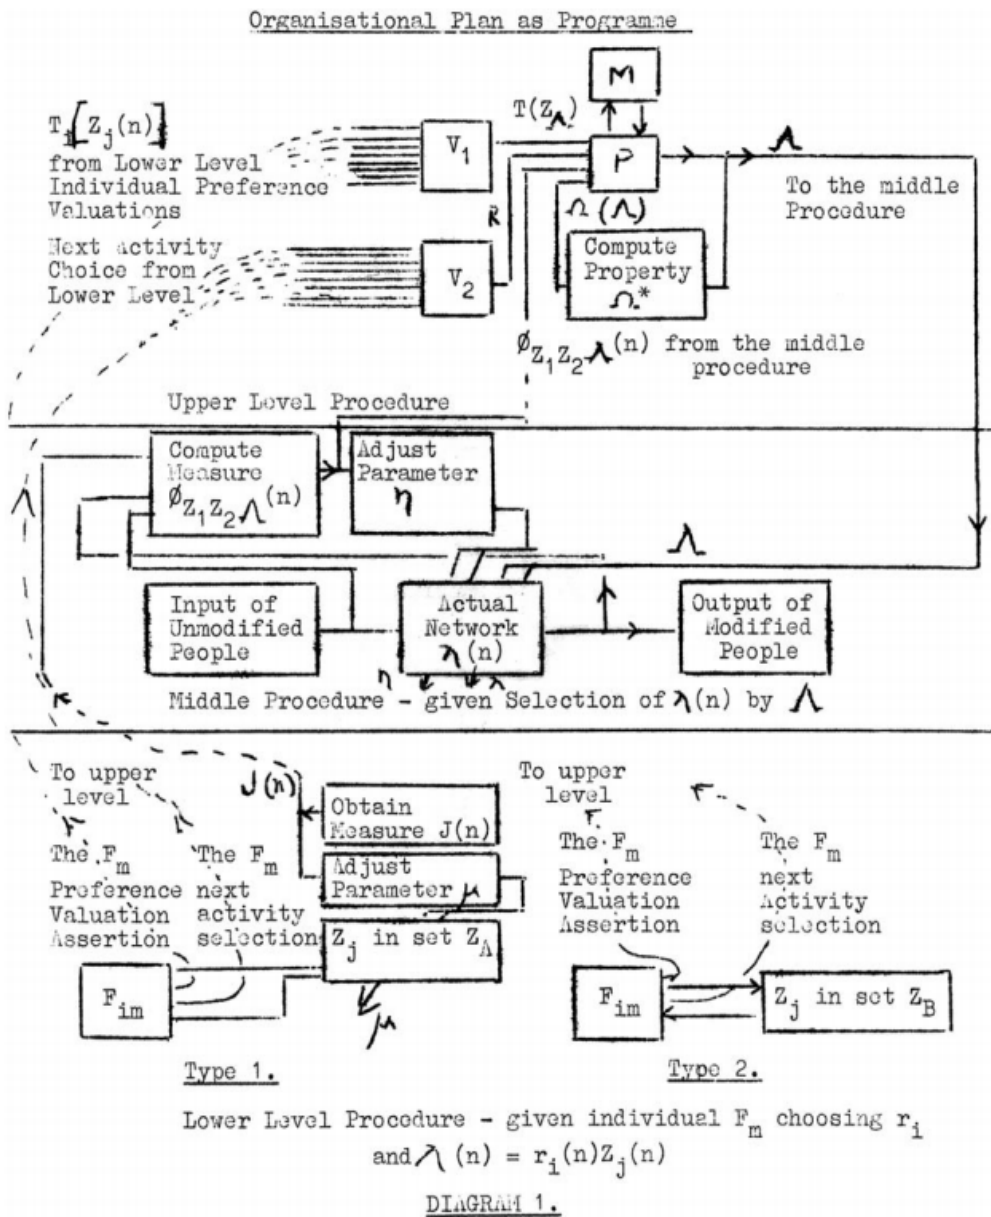 Organisational Plan as Programme
M
T_i[Z_j(n)]
from Lower Level
Individual Preference
Valuations
V_1
T(Z_Λ)
P
Λ
To the middle
Procedure
R
Ω(Λ)
Next activity
Choice from
Lower Level
V_2
Compute
Property
Ω*
Ø_{Z_1Z_2Λ}(n) from the middle
procedure
Upper Level Procedure
Compute
Measure
Ø_{Z_1Z_2Λ}(n)
Adjust
Parameter
η
Λ
Input of
Unmodified
People
Actual
Network
λ(n)
Output of
Modified
People
η
λ
Middle Procedure - given Selection of λ(n) by Λ
To upper
level
J(n)
Obtain
Measure J(n)
The F_m
Preference
Valuation
Assertion
The F_m
next
activity
selection
Adjust
Parameter μ
Z_j in set Z_A
F_im
μ
Type 1.
To upper
level
The F_m
Preference
Valuation
Assertion
The F_m
next
Activity
selection
F_im
Z_j in set Z_B
Type 2.
Lower Level Procedure - given individual F_m choosing r_i
and λ(n) = r_i(n)Z_j(n)
DIAGRAM 1.